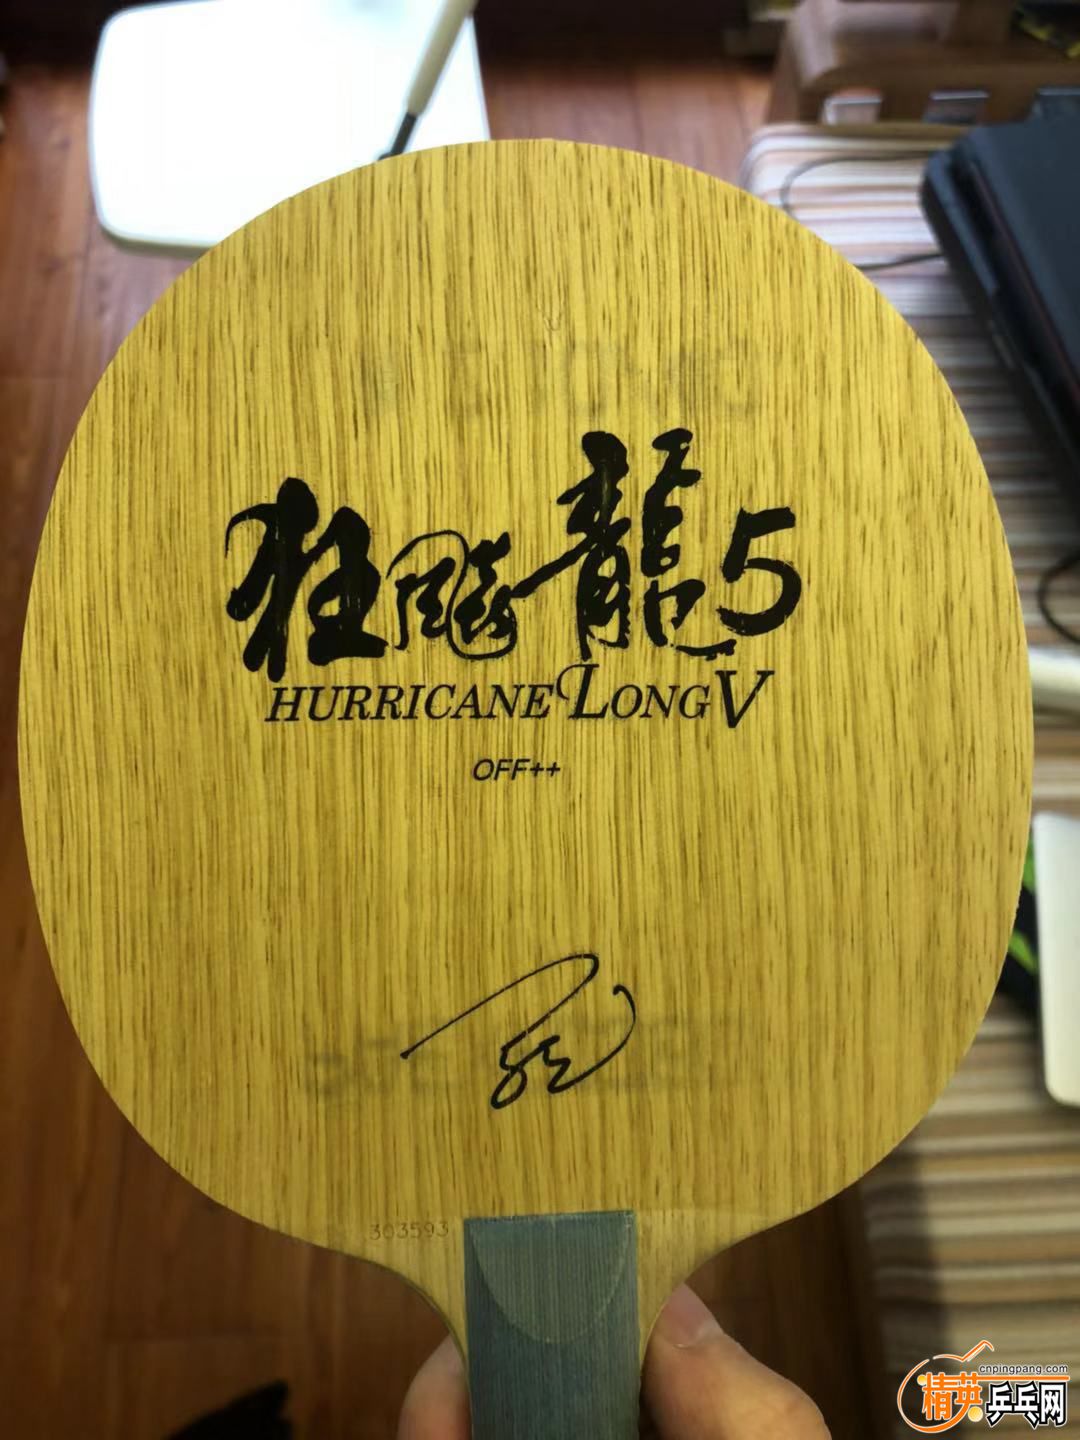 狂飚龍5
HURRICANE LONG V
OFF++
303593
cnpingpang.com
精英乒乓网